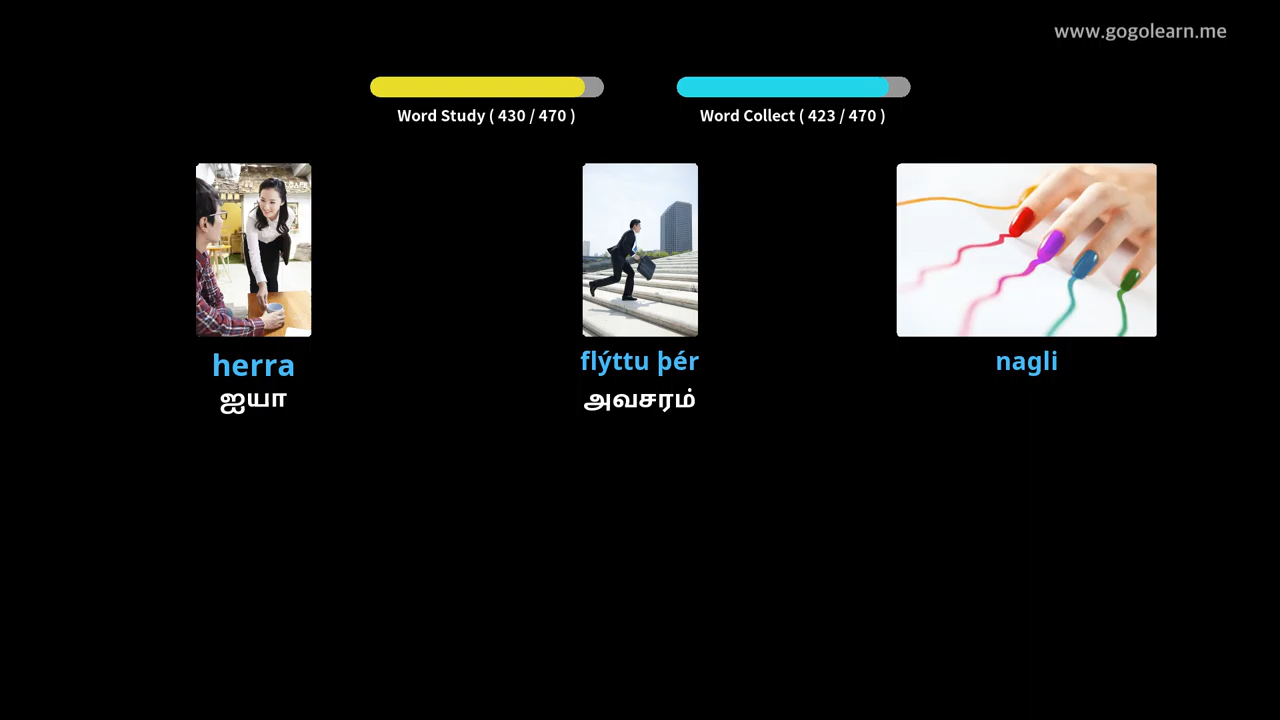 www.gogolearn.me
Word Study ( 430 / 470 )
Word Collect ( 423 / 470 )
herra
ஐயா
flýttu þér
அவசரம்
nagli